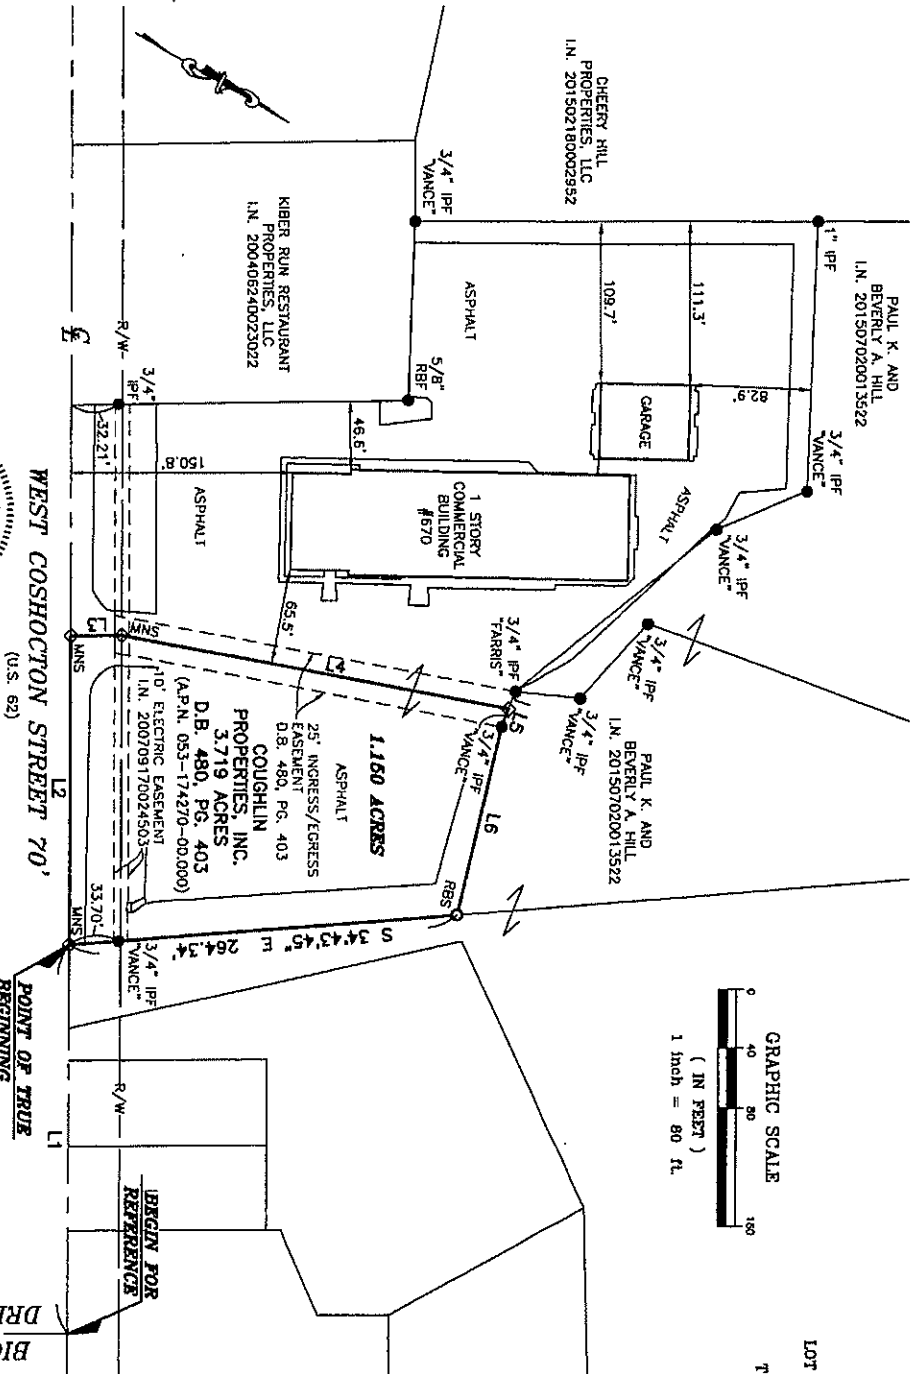 LOT
T
GRAPHIC SCALE
0
40
80
160
( IN FEET )
1 inch = 80 ft.
PAUL K. AND
BEVERLY A. HILL
I.N. 201507020013522
1" IPF
3/4" IPF
"VANCE"
CHEERY HILL
PROPERTIES, LLC
I.N. 201502180002952
3/4" IPF
"VANCE"
111.3'
109.7'
82.9'
GARAGE
ASPHALT
ASPHALT
3/4" IPF
"VANCE"
3/4" IPF
"VANCE"
3/4" IPF
"VANCE"
PAUL K. AND
BEVERLY A. HILL
I.N. 201507020013522
KIBER RUN RESTAURANT
PROPERTIES, LLC
I.N. 200406240023022
5/8"
RBF
46.6'
1 STORY
COMMERCIAL
BUILDING
#670
3/4" IPF
"FARRIS"
L5
3/4" IPF
"VANCE"
L6
RBS
150.8'
ASPHALT
65.5'
L4
1.150 ACRES
ASPHALT
25' INGRESS/EGRESS
EASEMENT
D.B. 480, PG. 403
COUGHLIN
PROPERTIES, INC.
3.719 ACRES
D.B. 480, PG. 403
(A.P.N. 053-174270-00.000)
S 34°43'45" E 264.34'
10' ELECTRIC EASEMENT
I.N. 200709170024503
R/W
3/4"
IPF
32.21'
MNS
L3
MNS
33.70'
MNS
3/4" IPF
"VANCE"
R/W
BEGIN FOR
REFERENCE
L2
L1
WEST COSHOCTON STREET 70'
(U.S. 62)
POINT OF TRUE
BEGINNING